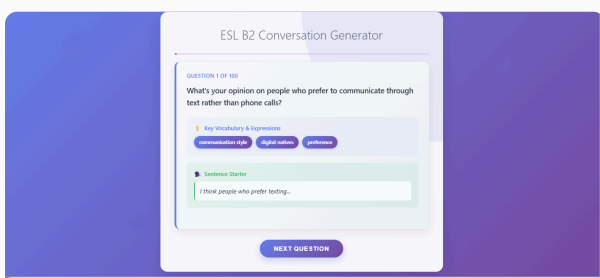 ESL B2 Conversation Generator
QUESTION 1 OF 100
What's your opinion on people who prefer to communicate through
text rather than phone calls?
Key Vocabulary & Expressions
communication style digital natives preference
Sentence Starter
I think people who prefer texting...
NEXT QUESTION